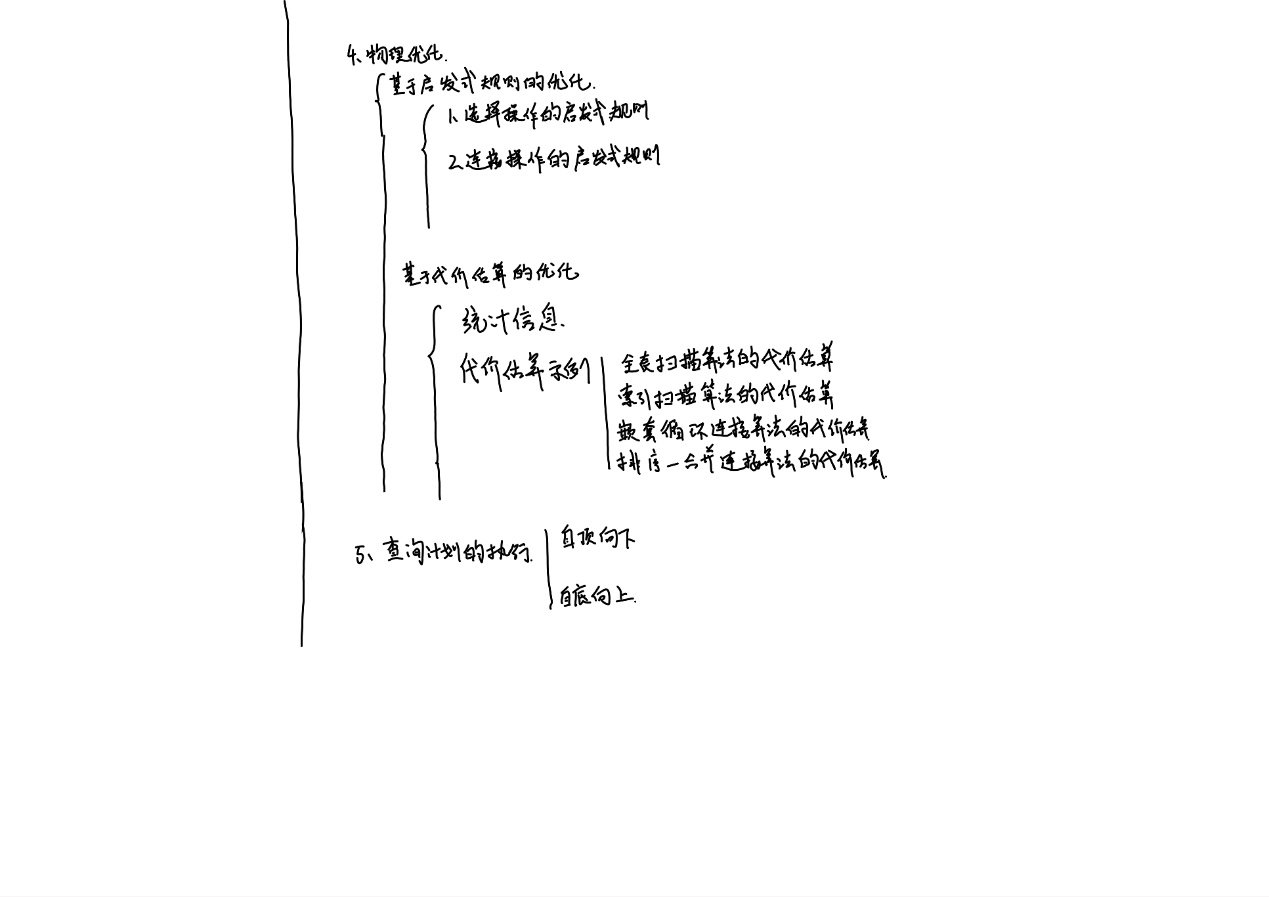 4、物理优化.
基于启发式规则的优化.
1、选择操作的启发式规则
2、连接操作的启发式规则
基于代价估算的优化
统计信息.
代价估算示例
全表扫描算法的代价估算
索引扫描算法的代价估算
嵌套循环连接算法的代价估算
排序-合并连接算法的代价估算.
5、查询计划的执行.
自顶向下
自底向上.